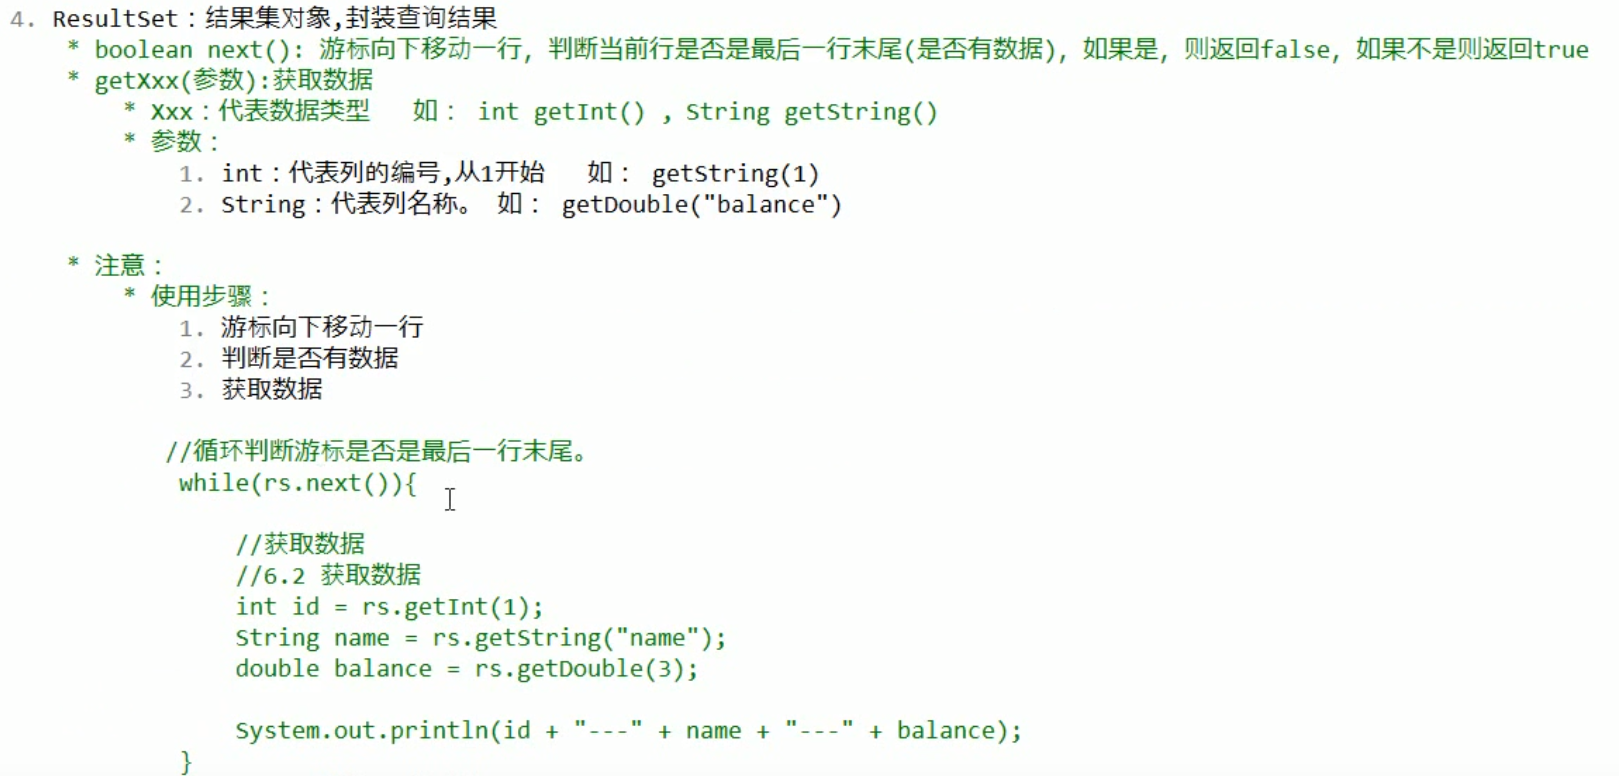 4. ResultSet：结果集对象,封装查询结果
* boolean next(): 游标向下移动一行，判断当前行是否是最后一行末尾(是否有数据)，如果是，则返回false，如果不是则返回true
* getXxx(参数):获取数据
* Xxx：代表数据类型 如： int getInt() , String getString()
* 参数：
1. int：代表列的编号,从1开始 如： getString(1)
2. String：代表列名称。 如： getDouble("balance")
* 注意：
* 使用步骤：
1. 游标向下移动一行
2. 判断是否有数据
3. 获取数据
//循环判断游标是否是最后一行末尾。
while(rs.next()){
//获取数据
//6.2 获取数据
int id = rs.getInt(1);
String name = rs.getString("name");
double balance = rs.getDouble(3);
System.out.println(id + "---" + name + "---" + balance);
}